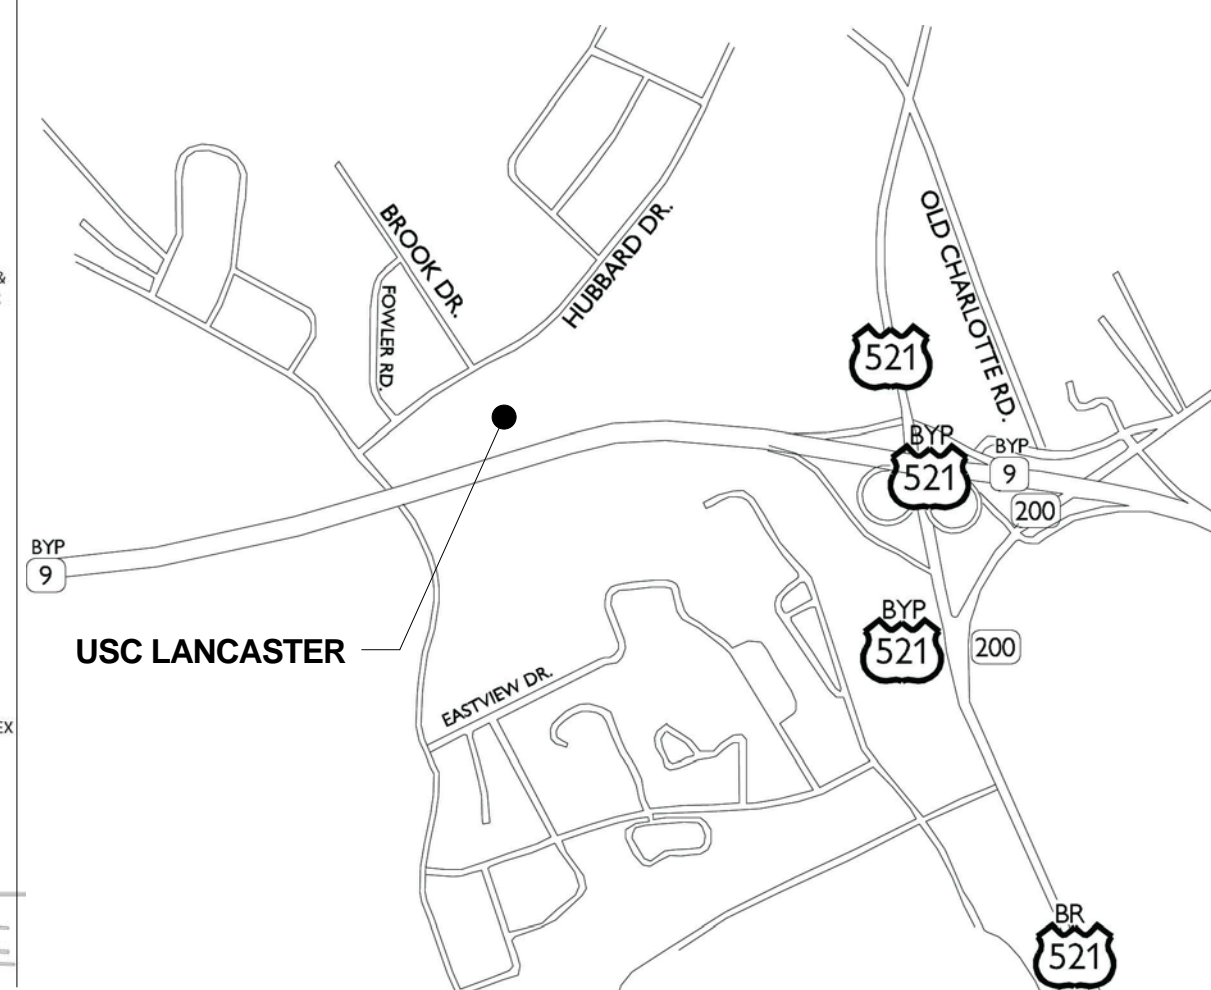 BROOK DR.
HUBBARD DR.
OLD CHARLOTTE RD.
&
FOWLER RD.
521
BYP
521
BYP
9
200
BYP
9
BYP
521
200
USC LANCASTER
EASTVIEW DR.
EX
BR
521